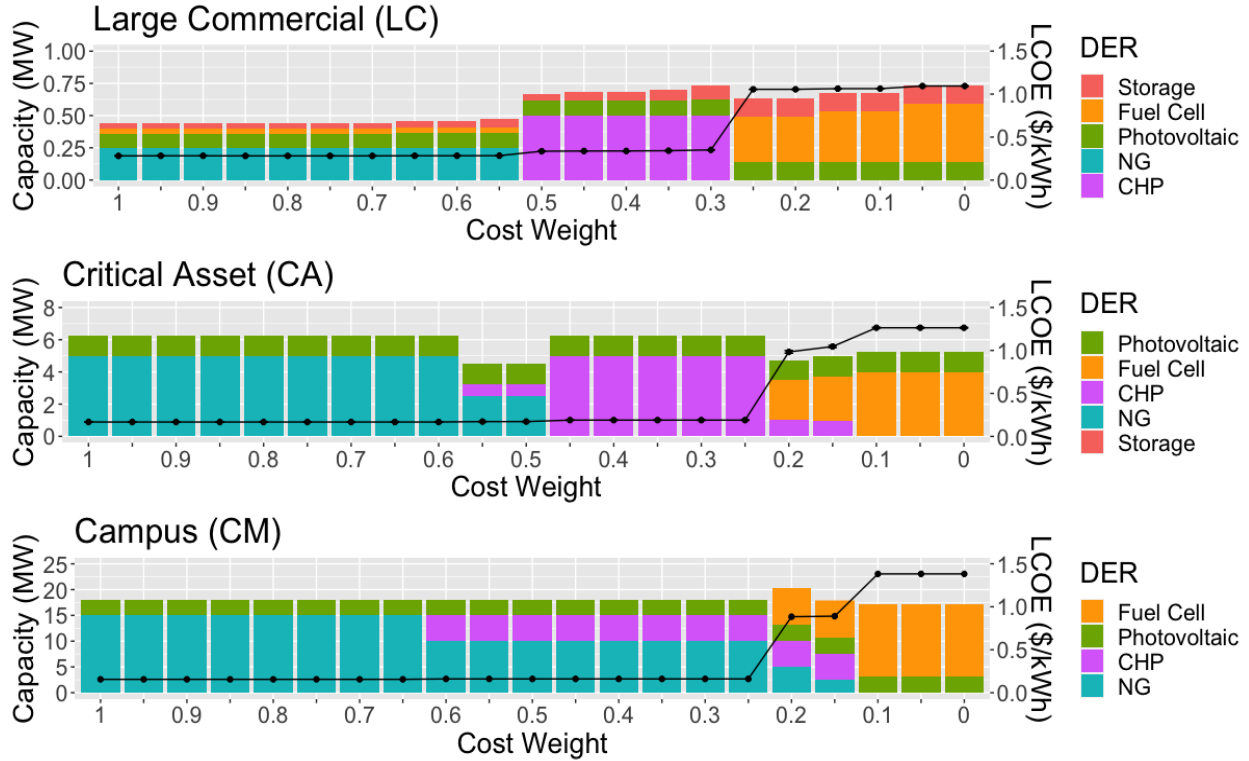 Large Commercial (LC)
Capacity (MW)
1.00
0.75
0.50
0.25
0.00
1 0.9 0.8 0.7 0.6 0.5 0.4 0.3 0.2 0.1 0
Cost Weight
1.5
1.0
0.5
0.0
LCOE ($/kWh)
DER
Storage
Fuel Cell
Photovoltaic
NG
CHP
Critical Asset (CA)
Capacity (MW)
8
6
4
2
0
1 0.9 0.8 0.7 0.6 0.5 0.4 0.3 0.2 0.1 0
Cost Weight
1.5
1.0
0.5
0.0
LCOE ($/kWh)
DER
Photovoltaic
Fuel Cell
CHP
NG
Storage
Campus (CM)
Capacity (MW)
25
20
15
10
5
0
1 0.9 0.8 0.7 0.6 0.5 0.4 0.3 0.2 0.1 0
Cost Weight
1.5
1.0
0.5
0.0
LCOE ($/kWh)
DER
Fuel Cell
Photovoltaic
CHP
NG